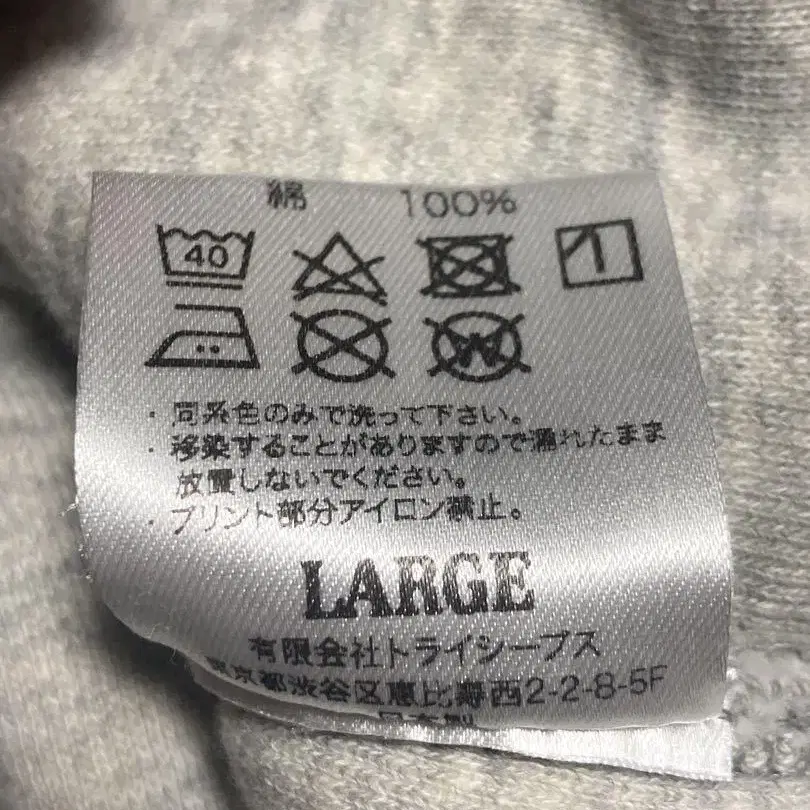 綿 100%
40
W
・同系色のみで洗って下さい。
・移染することがありますので濡れたまま
放置しないでください。
・プリント部分アイロン禁止。
LARGE
有限会社トライシープス
東京都渋谷区恵比寿西2-2-8-5F
日本製